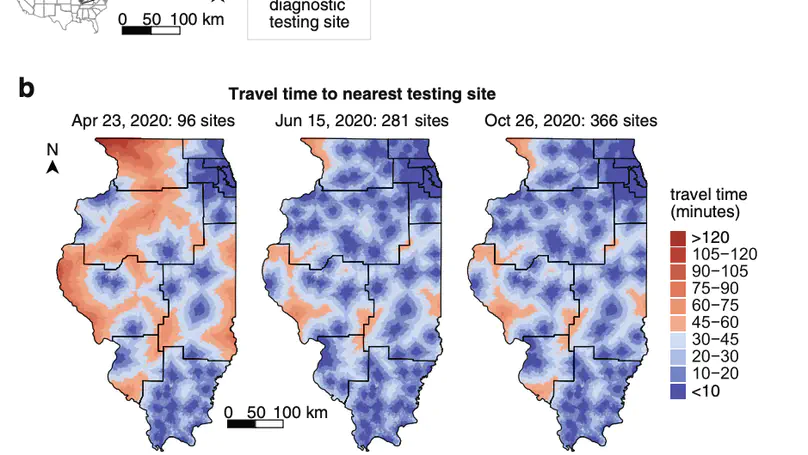 diagnostic
testing site
0 50 100 km
b
Travel time to nearest testing site
Apr 23, 2020: 96 sites
Jun 15, 2020: 281 sites
Oct 26, 2020: 366 sites
N
travel time
(minutes)
>120
105−120
90−105
75−90
60−75
45−60
30−45
20−30
10−20
<10
0 50 100 km